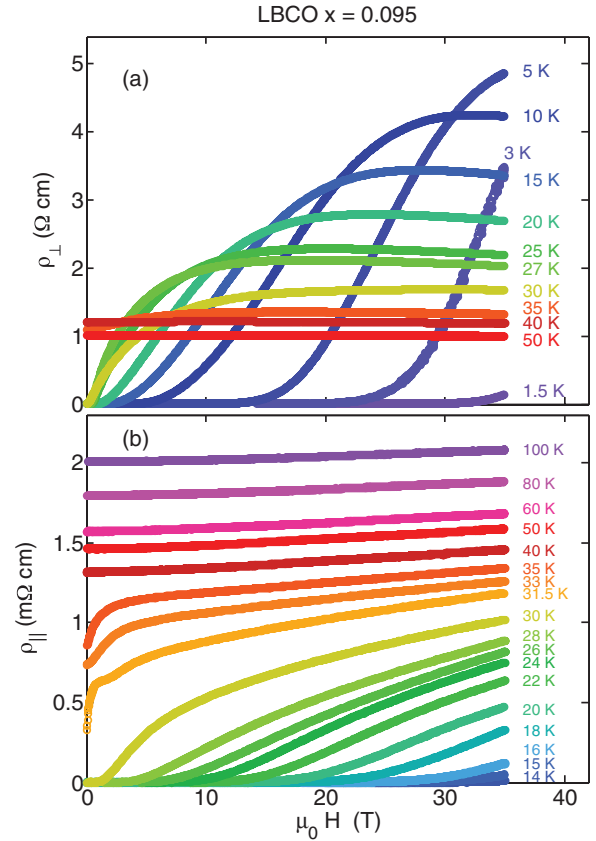 LBCO x = 0.095
(a)
5
4
3
2
1
0
ρ⊥ (Ω cm)
5 K
10 K
3 K
15 K
20 K
25 K
27 K
30 K
35 K
40 K
50 K
1.5 K
(b)
2
1.5
1
0.5
0
ρ|| (mΩ cm)
100 K
80 K
60 K
50 K
40 K
35 K
33 K
31.5 K
30 K
28 K
26 K
24 K
22 K
20 K
18 K
16 K
15 K
14 K
0 10 20 30 40
μ0 H (T)